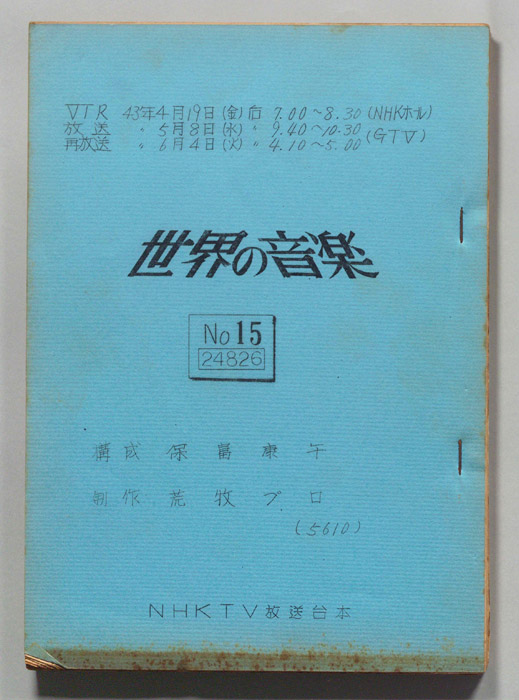 VTR 43年4月19日(金)后 7.00〜8.30(NHKホール)
放送 〃 5月8日(水) 〃 9.40〜10.30(GTV)
再放送 〃 6月4日(火) 〃 4.10〜5.00
世界の音楽
No 15
24826
構成 保富康午
制作 荒牧プロ
(5610)
NHKTV放送台本